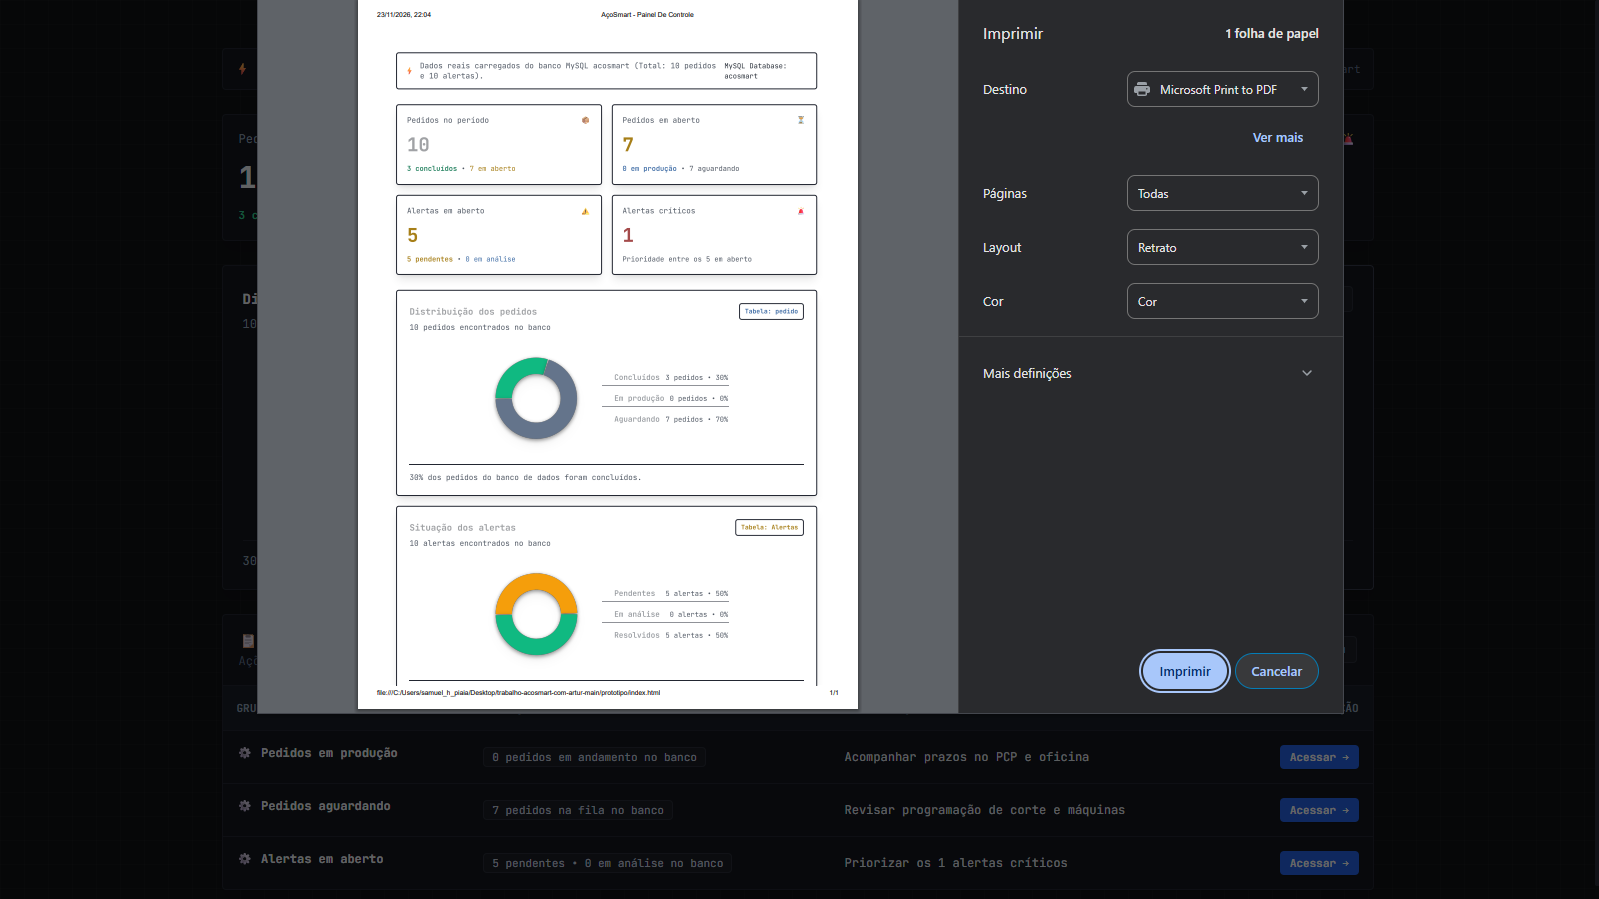 23/11/2026, 22:04
AçoSmart - Painel De Controle
Dados reais carregados do banco MySQL acosmart (Total: 10 pedidos e 10 alertas).
MySQL Database: acosmart
Pedidos no período
10
3 concluídos • 7 em aberto
Pedidos em aberto
7
0 em produção • 7 aguardando
Alertas em aberto
5
5 pendentes • 0 em análise
Alertas críticos
1
Prioridade entre os 5 em aberto
Distribuição dos pedidos
Tabela: pedido
10 pedidos encontrados no banco
Concluídos 3 pedidos • 30%
Em produção 0 pedidos • 0%
Aguardando 7 pedidos • 70%
30% dos pedidos do banco de dados foram concluídos.
Situação dos alertas
Tabela: Alertas
10 alertas encontrados no banco
Pendentes 5 alertas • 50%
Em análise 0 alertas • 0%
Resolvidos 5 alertas • 50%
file:///C:/Users/samuel_h_piaia/Desktop/trabalho-acosmart-com-artur-main/prototipo/index.html
1/1
Imprimir
1 folha de papel
Destino
Microsoft Print to PDF
Ver mais
Páginas
Todas
Layout
Retrato
Cor
Cor
Mais definições
Imprimir
Cancelar
Ped
1
3 c
Di
10
30
Açõ
GRU
ÃO
rt
Pedidos em produção
0 pedidos em andamento no banco
Acompanhar prazos no PCP e oficina
Acessar →
Pedidos aguardando
7 pedidos na fila no banco
Revisar programação de corte e máquinas
Acessar →
Alertas em aberto
5 pendentes • 0 em análise no banco
Priorizar os 1 alertas críticos
Acessar →